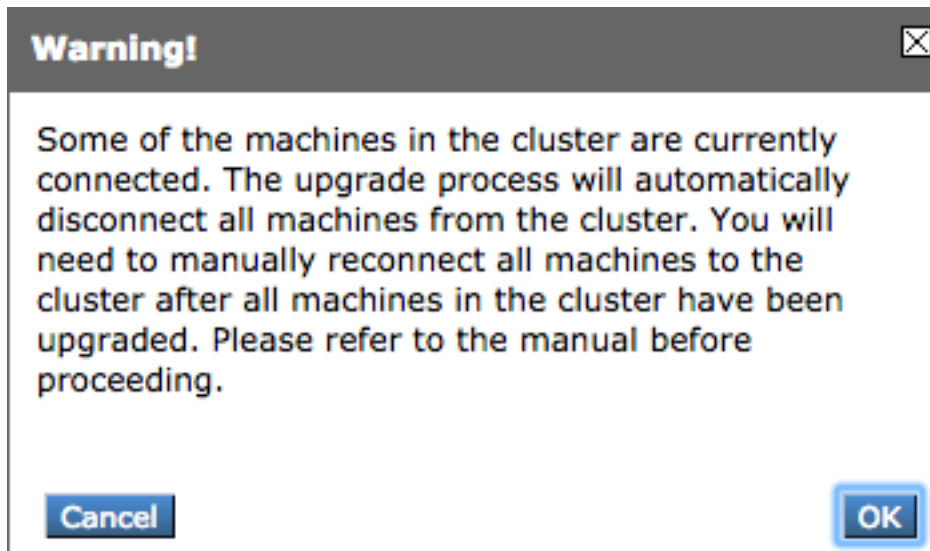 Warning!
Some of the machines in the cluster are currently
connected. The upgrade process will automatically
disconnect all machines from the cluster. You will
need to manually reconnect all machines to the
cluster after all machines in the cluster have been
upgraded. Please refer to the manual before
proceeding.
Cancel
OK